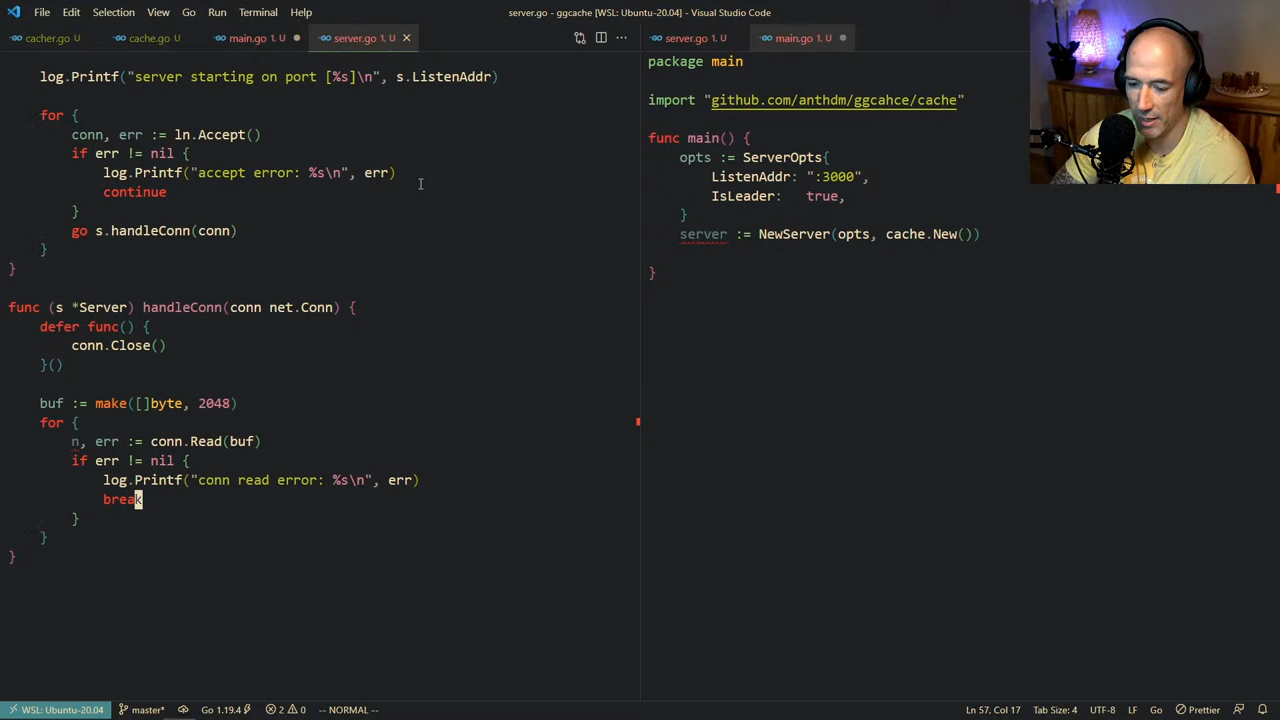 File Edit Selection View Go Run Terminal Help
server.go - ggcache [WSL: Ubuntu-20.04] - Visual Studio Code
cacher.go U cache.go U main.go 1, U server.go 1, U
log.Printf("server starting on port [%s]\n", s.ListenAddr)
for {
conn, err := ln.Accept()
if err != nil {
log.Printf("accept error: %s\n", err)
continue
}
go s.handleConn(conn)
}
}
func (s *Server) handleConn(conn net.Conn) {
defer func() {
conn.Close()
}()
buf := make([]byte, 2048)
for {
n, err := conn.Read(buf)
if err != nil {
log.Printf("conn read error: %s\n", err)
break
}
}
}
server.go 1, U main.go 1, U
package main
import "github.com/anthdm/ggcahce/cache"
func main() {
opts := ServerOpts{
ListenAddr: ":3000",
IsLeader: true,
}
server := NewServer(opts, cache.New())
}
WSL: Ubuntu-20.04 master* Go 1.19.4 2 0 -- NORMAL -- Ln 57, Col 17 Tab Size: 4 UTF-8 LF Go Prettier